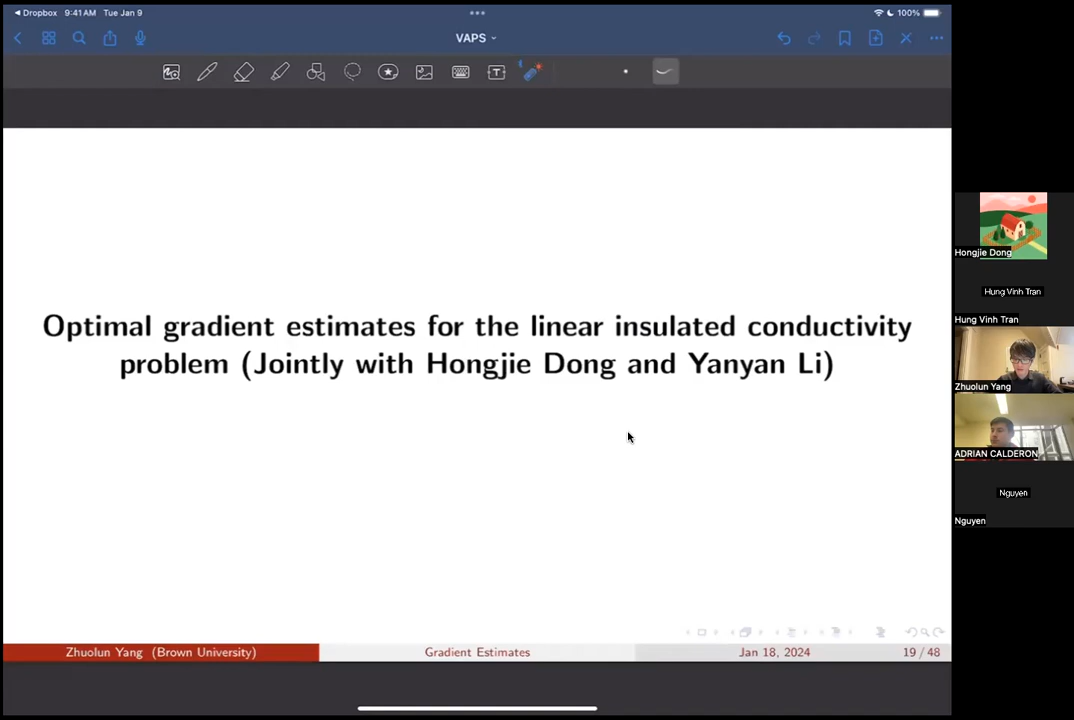 Dropbox 9:41 AM Tue Jan 9
100%
VAPS
Optimal gradient estimates for the linear insulated conductivity
problem (Jointly with Hongjie Dong and Yanyan Li)
Zhuolun Yang (Brown University)
Gradient Estimates
Jan 18, 2024
19 / 48
Hongjie Dong
Hung Vinh Tran
Hung Vinh Tran
Zhuolun Yang
ADRIAN CALDERON
Nguyen
Nguyen